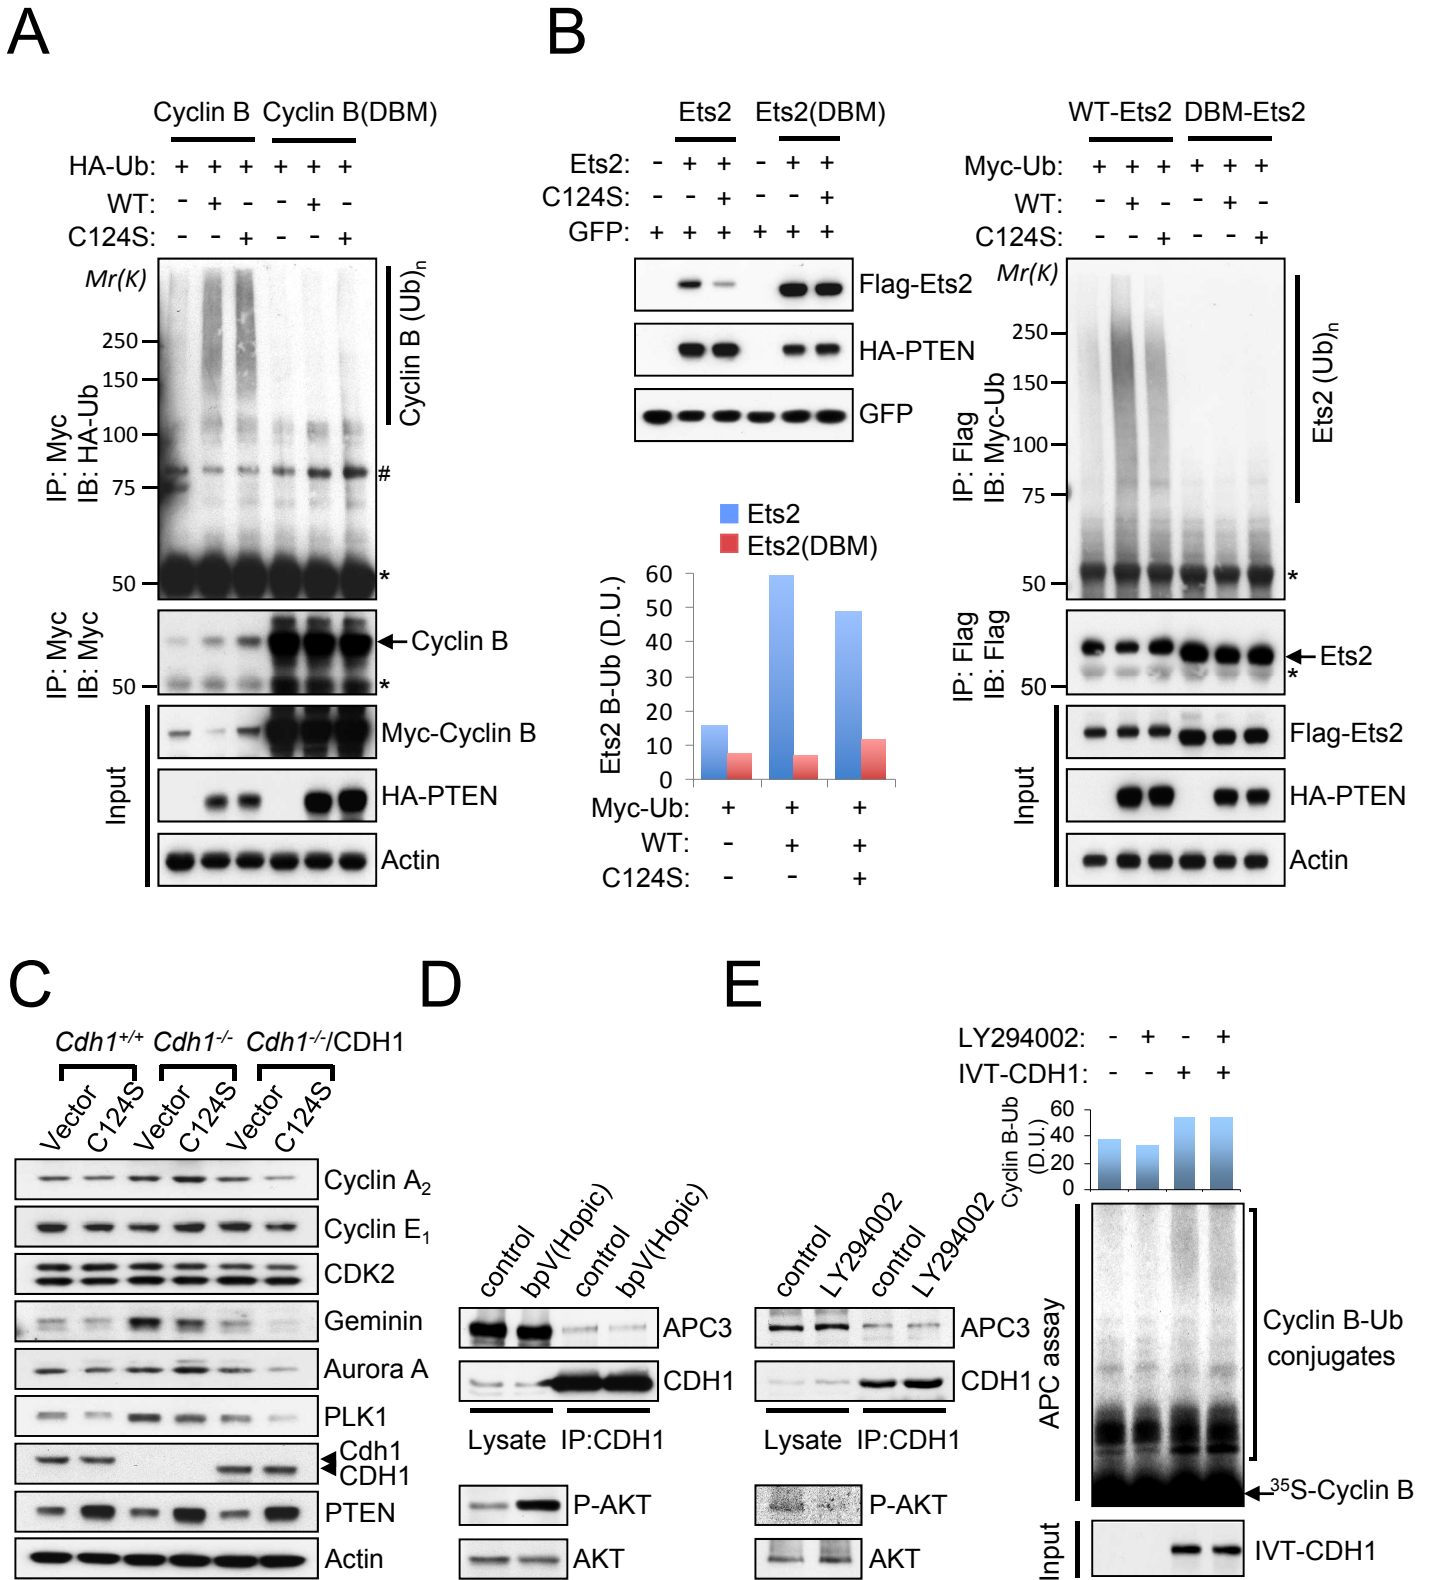 A
Cyclin B Cyclin B(DBM)
HA-Ub: + + + + + +
WT: - + - - + -
C124S: - - + - - +
Mr(K)
250
150
100
75
50
IP: Myc
IB: HA-Ub
Cyclin B (Ub)n
#
*
IP: Myc
IB: Myc
50
Cyclin B
*
Input
Myc-Cyclin B
HA-PTEN
Actin
B
Ets2 Ets2(DBM)
Ets2: - + + - + +
C124S: - - + - - +
GFP: + + + + + +
Flag-Ets2
HA-PTEN
GFP
Ets2
Ets2(DBM)
Ets2 B-Ub (D.U.)
60
50
40
30
20
10
0
Myc-Ub: + + +
WT: - + +
C124S: - - +
WT-Ets2 DBM-Ets2
Myc-Ub: + + + + + +
WT: - + - - + -
C124S: - - + - - +
Mr(K)
250
150
100
75
50
IP: Flag
IB: Myc-Ub
Ets2 (Ub)n
*
IP: Flag
IB: Flag
50
Ets2
*
Input
Flag-Ets2
HA-PTEN
Actin
C
Cdh1+/+ Cdh1-/- Cdh1-/-/CDH1
Vector C124S Vector C124S Vector C124S
Cyclin A2
Cyclin E1
CDK2
Geminin
Aurora A
PLK1
Cdh1
CDH1
PTEN
Actin
D
control bpV(Hopic) control bpV(Hopic)
APC3
CDH1
Lysate IP:CDH1
P-AKT
AKT
E
control LY294002 control LY294002
APC3
CDH1
Lysate IP:CDH1
P-AKT
AKT
LY294002: - + - +
IVT-CDH1: - - + +
Cyclin B-Ub
(D.U.)
60
40
20
0
APC assay
Cyclin B-Ub
conjugates
35S-Cyclin B
Input
IVT-CDH1